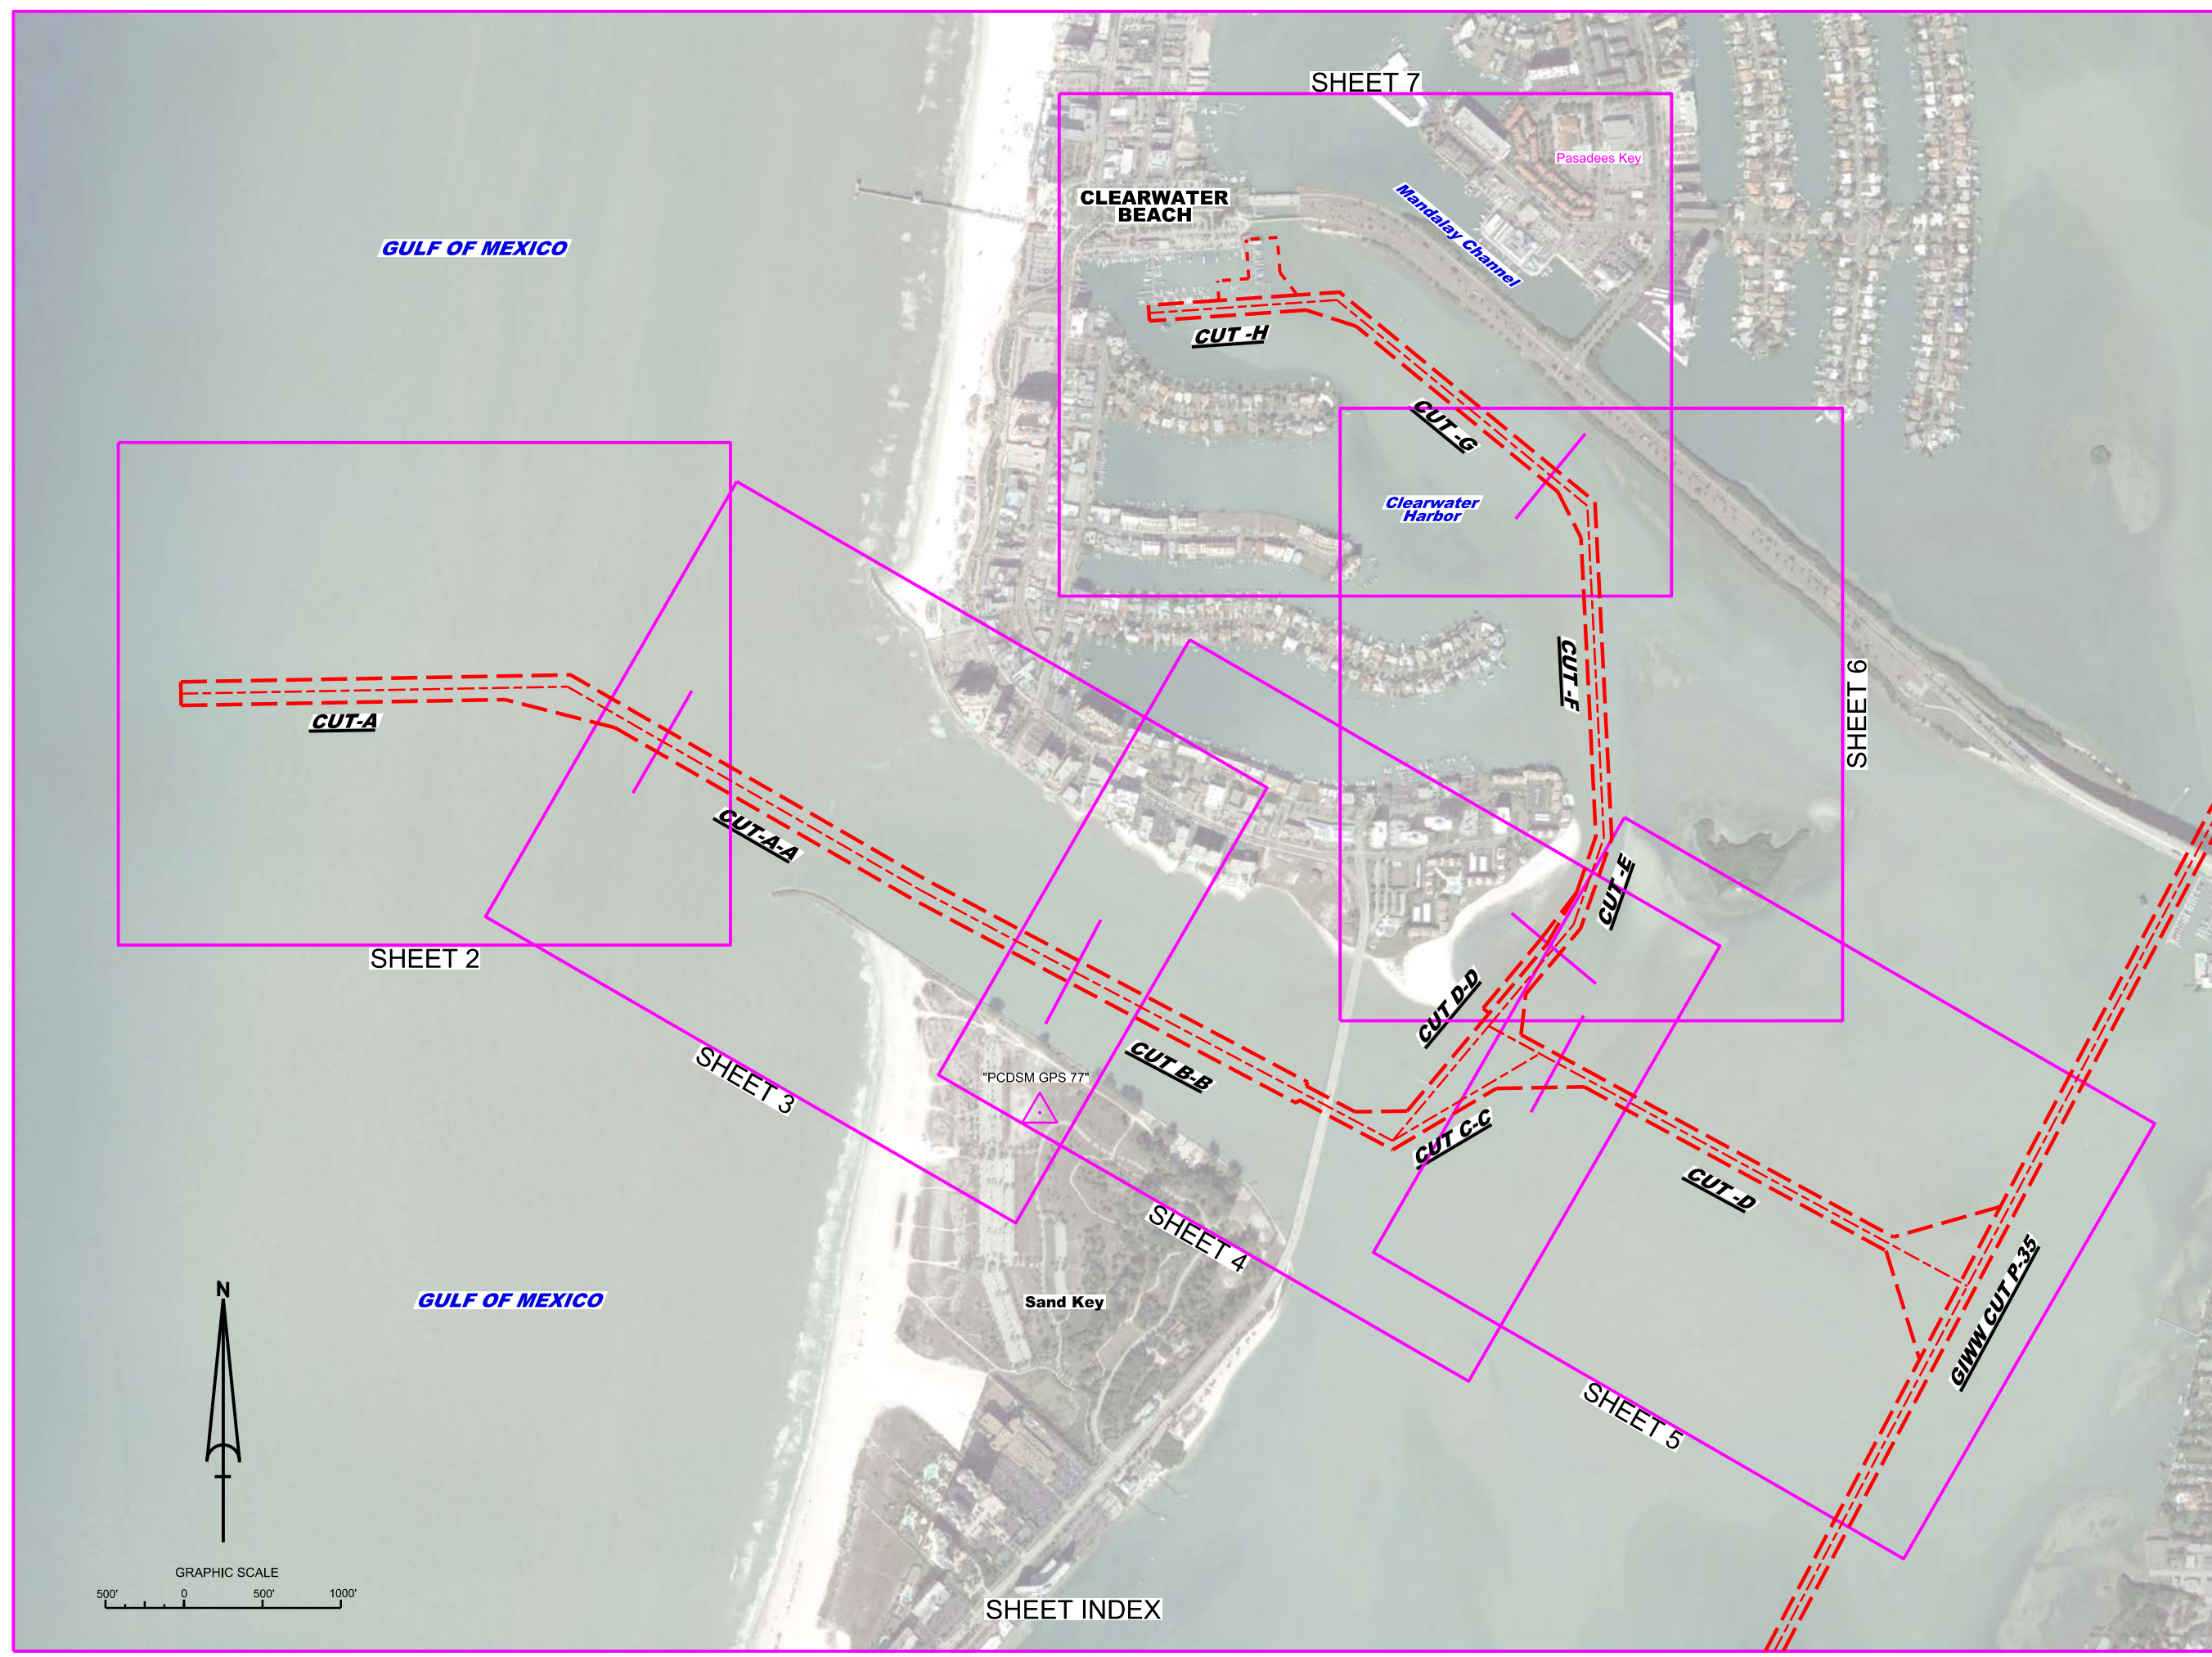 SHEET 7
Pasadees Key
CLEARWATER
BEACH
Mandalay Channel
GULF OF MEXICO
CUT -H
CUT -G
Clearwater
Harbor
CUT -F
SHEET 6
CUT-A
CUT-A-A
CUT -E
SHEET 2
CUT D-D
SHEET 3
"PCDSM GPS 77"
CUT B-B
CUT C-C
CUT -D
SHEET 4
GIWW CUT P-35
N
GULF OF MEXICO
Sand Key
SHEET 5
GRAPHIC SCALE
500' 0 500' 1000'
SHEET INDEX